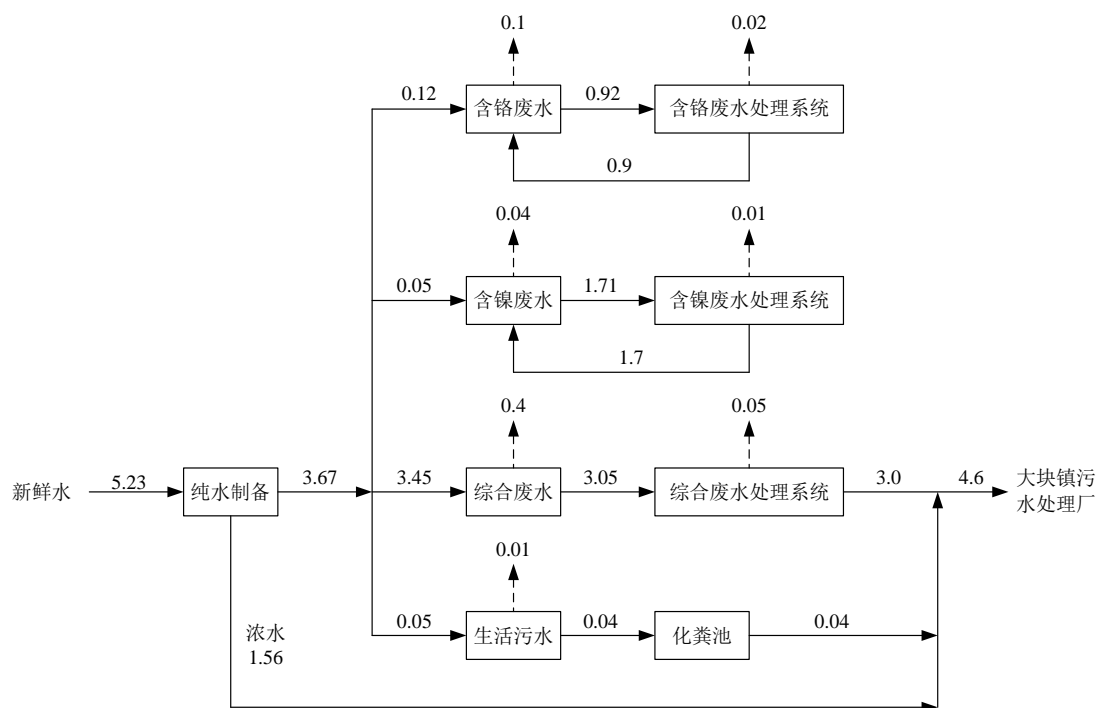 0.1
0.02
0.12
含铬废水
0.92
含铬废水处理系统
0.9
0.04
0.01
0.05
含镍废水
1.71
含镍废水处理系统
1.7
0.4
0.05
新鲜水
5.23
纯水制备
3.67
3.45
综合废水
3.05
综合废水处理系统
3.0
4.6
大块镇污
水处理厂
0.01
0.05
生活污水
0.04
化粪池
0.04
浓水
1.56